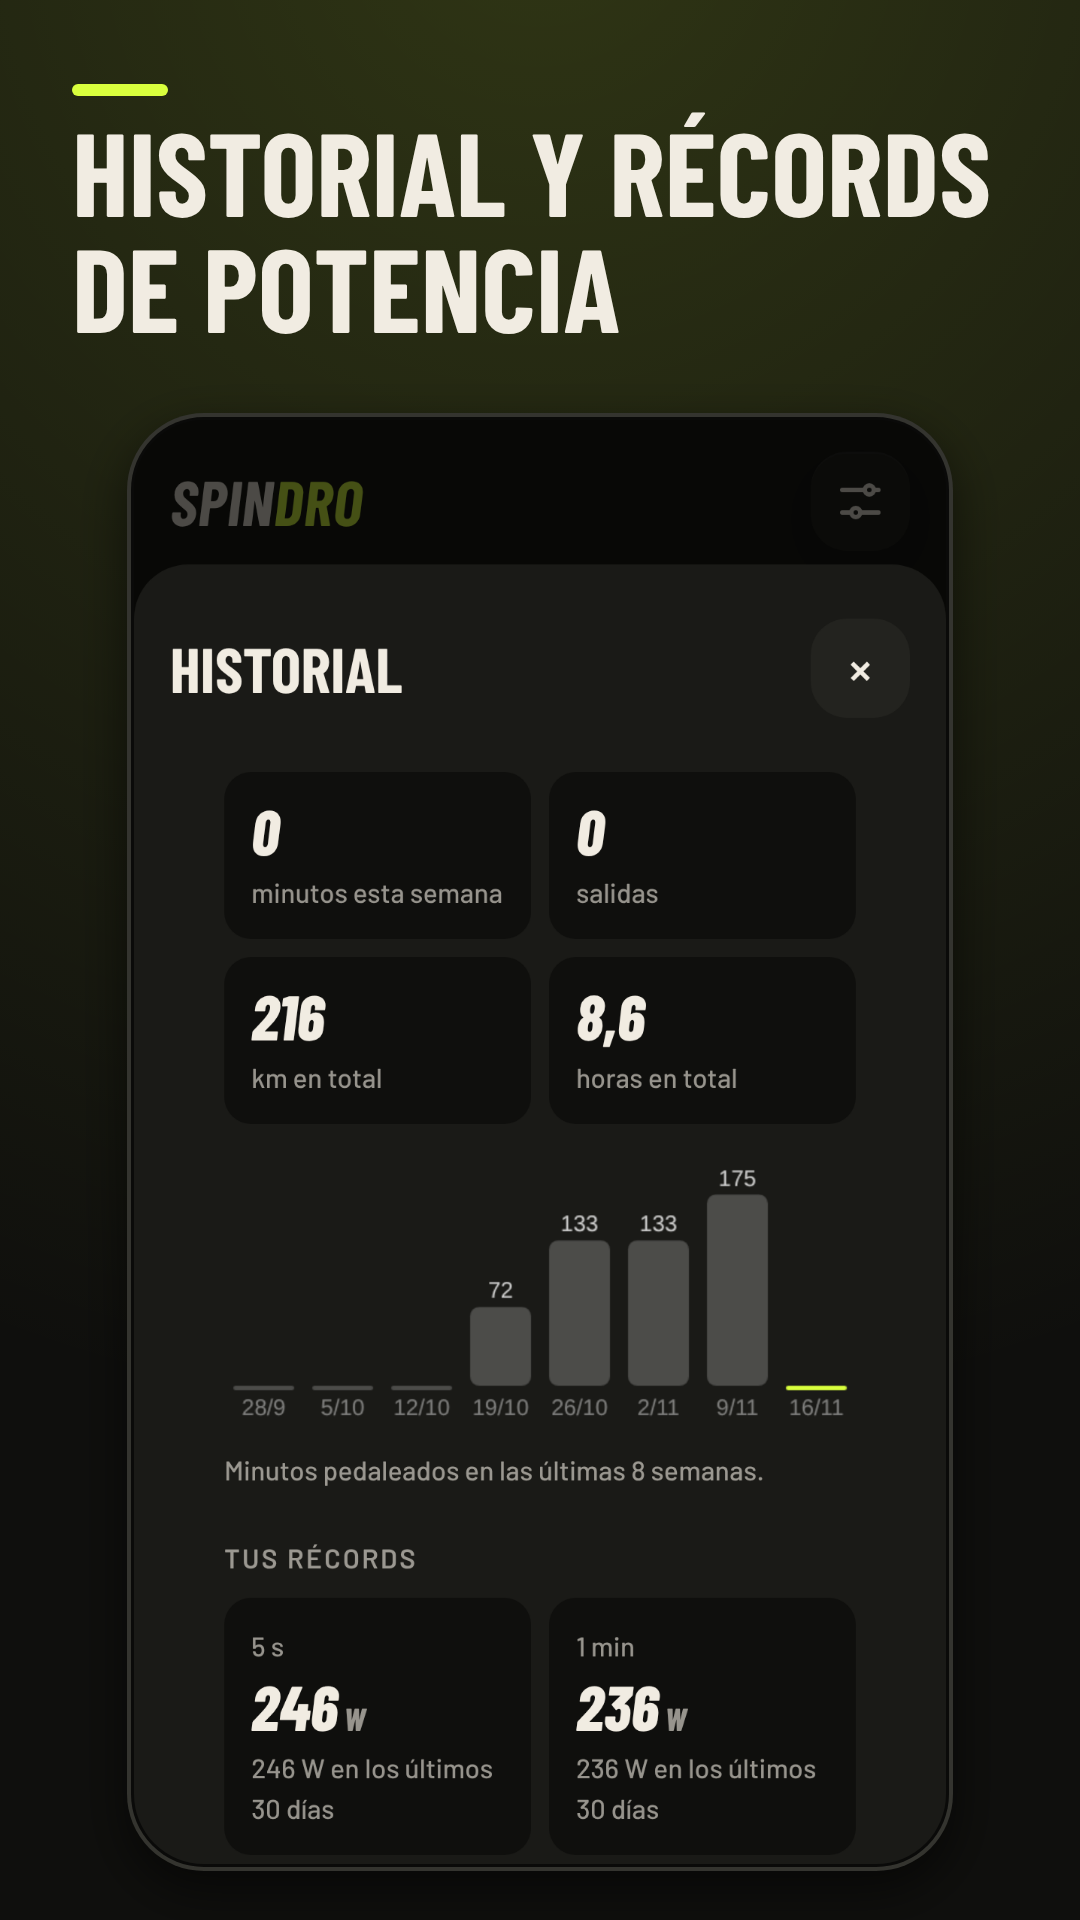 HISTORIAL Y RÉCORDS
DE POTENCIA
SPINDRO
HISTORIAL
×
0
minutos esta semana
0
salidas
216
km en total
8,6
horas en total
72
133
133
175
28/9
5/10
12/10
19/10
26/10
2/11
9/11
16/11
Minutos pedaleados en las últimas 8 semanas.
TUS RÉCORDS
5 s
246 W
246 W en los últimos
30 días
1 min
236 W
236 W en los últimos
30 días